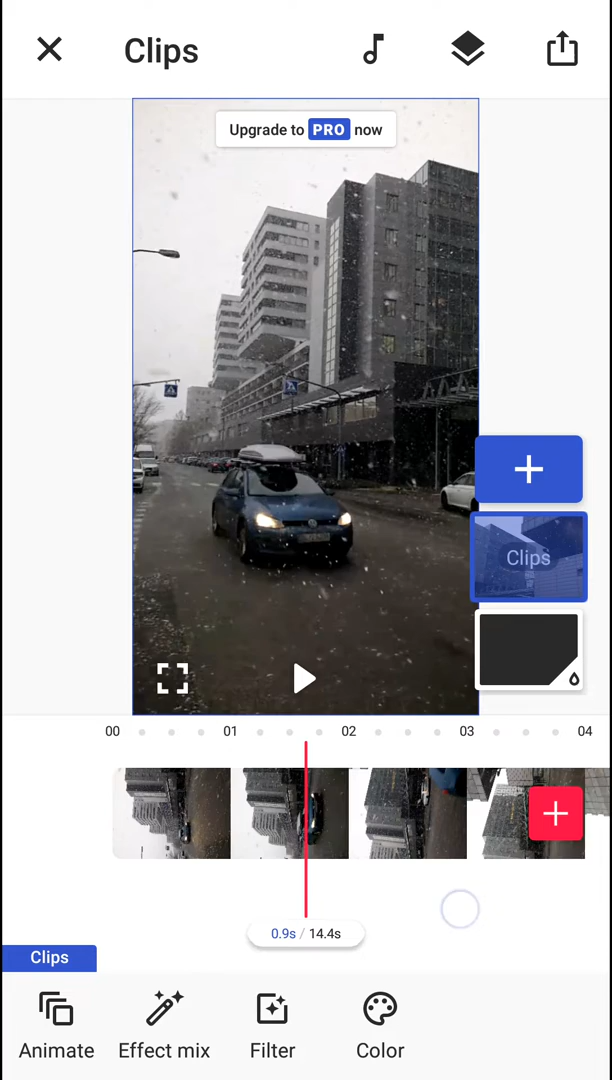 Clips
Upgrade to PRO now
Clips
00 01 02 03 04
0.9s / 14.4s
Clips
Animate Effect mix Filter Color